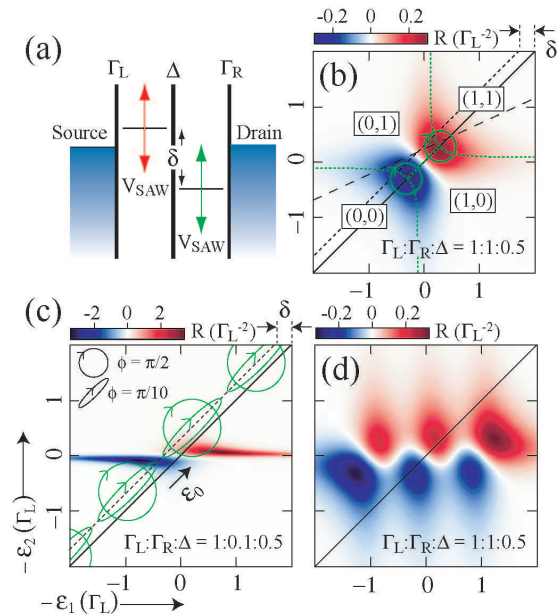 (a)
Γ_L Δ Γ_R
Source
δ
Drain
V_SAW
V_SAW
-0.2 0 0.2 R (Γ_L^-2)
δ
(b)
(0,1)
(1,1)
(0,0)
(1,0)
Γ_L:Γ_R:Δ = 1:1:0.5
1
0
−1
−1 0 1
(c)
-2 0 2 R (Γ_L^-2)
δ
ϕ = π/2
ϕ = π/10
ε_0
Γ_L:Γ_R:Δ = 1:0.1:0.5
1
0
−1
−1 0 1
−ε_2 (Γ_L)
−ε_1 (Γ_L)
-0.2 0 0.2 R (Γ_L^-2)
(d)
Γ_L:Γ_R:Δ = 1:1:0.5
−1 0 1